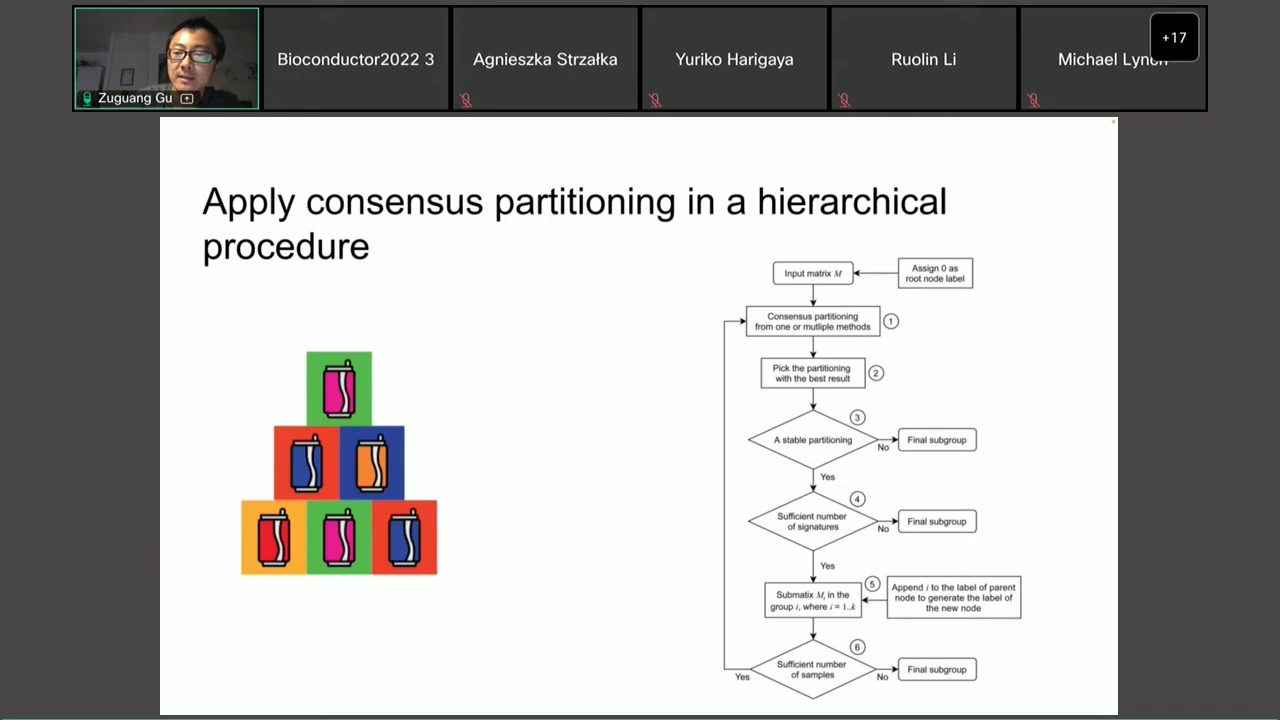 Zuguang Gu
Bioconductor2022 3
Agnieszka Strzałka
Yuriko Harigaya
Ruolin Li
Michael Lynch
+17
Apply consensus partitioning in a hierarchical
procedure
Input matrix M
Assign 0 as
root node label
Consensus partitioning
from one or mutliple methods
1
Pick the partitioning
with the best result
2
3
A stable partitioning
No
Final subgroup
Yes
4
Sufficient number
of signatures
No
Final subgroup
Yes
5
Submatix Mi in the
group i, where i = 1..k
Append i to the label of parent
node to generate the label of
the new node
6
Sufficient number
of samples
Yes
No
Final subgroup